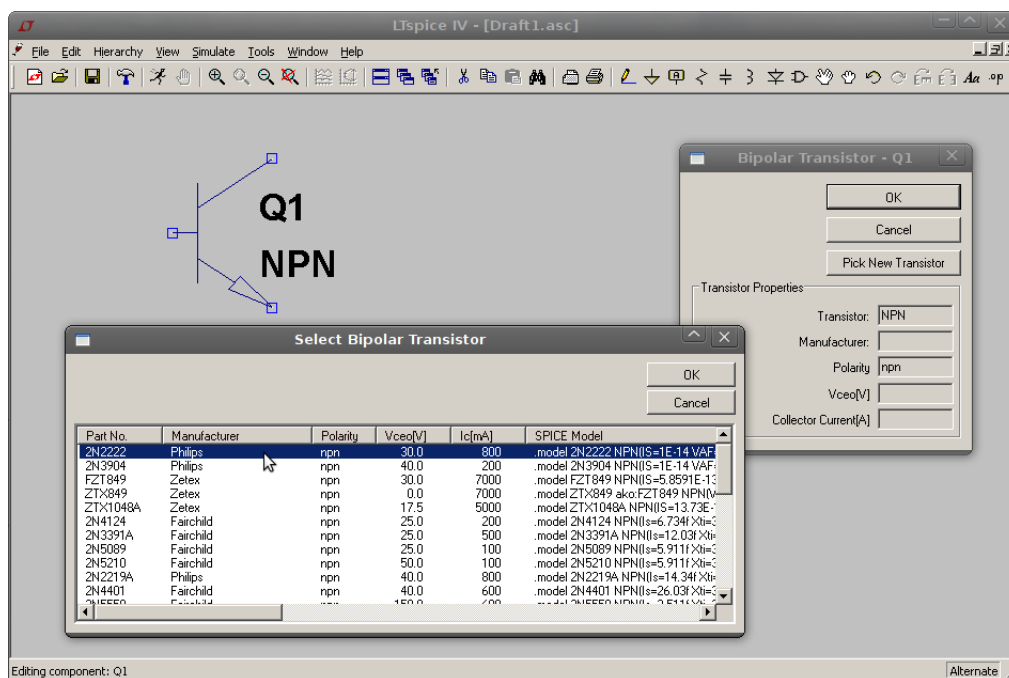 LTspice IV - [Draft1.asc]
File Edit Hierarchy View Simulate Tools Window Help
Aa .op
Q1
NPN
Bipolar Transistor - Q1
OK
Cancel
Pick New Transistor
Transistor Properties
Transistor: NPN
Manufacturer:
Polarity npn
Vceo[V]
Collector Current[A]
Select Bipolar Transistor
OK
Cancel
Part No. Manufacturer Polarity Vceo[V] Ic[mA] SPICE Model
2N2222 Philips npn 30.0 800 .model 2N2222 NPN(IS=1E-14 VAF=
2N3904 Philips npn 40.0 200 .model 2N3904 NPN(IS=1E-14 VAF=
FZT849 Zetex npn 30.0 7000 .model FZT849 NPN(IS=5.8591E-13
ZTX849 Zetex npn 0.0 7000 .model ZTX849 ako:FZT849 NPN(V
ZTX1048A Zetex npn 17.5 5000 .model ZTX1048A NPN(IS=13.73E-
2N4124 Fairchild npn 25.0 200 .model 2N4124 NPN(Is=6.734f Xti=3
2N3391A Fairchild npn 25.0 500 .model 2N3391A NPN(Is=12.03f Xti=
2N5089 Fairchild npn 25.0 100 .model 2N5089 NPN(Is=5.911f Xti=3
2N5210 Fairchild npn 50.0 100 .model 2N5210 NPN(Is=5.911f Xti=3
2N2219A Philips npn 40.0 800 .model 2N2219A NPN(Is=14.34f Xti=
2N4401 Fairchild npn 40.0 600 .model 2N4401 NPN(Is=26.03f Xti=3
Editing component: Q1
Alternate